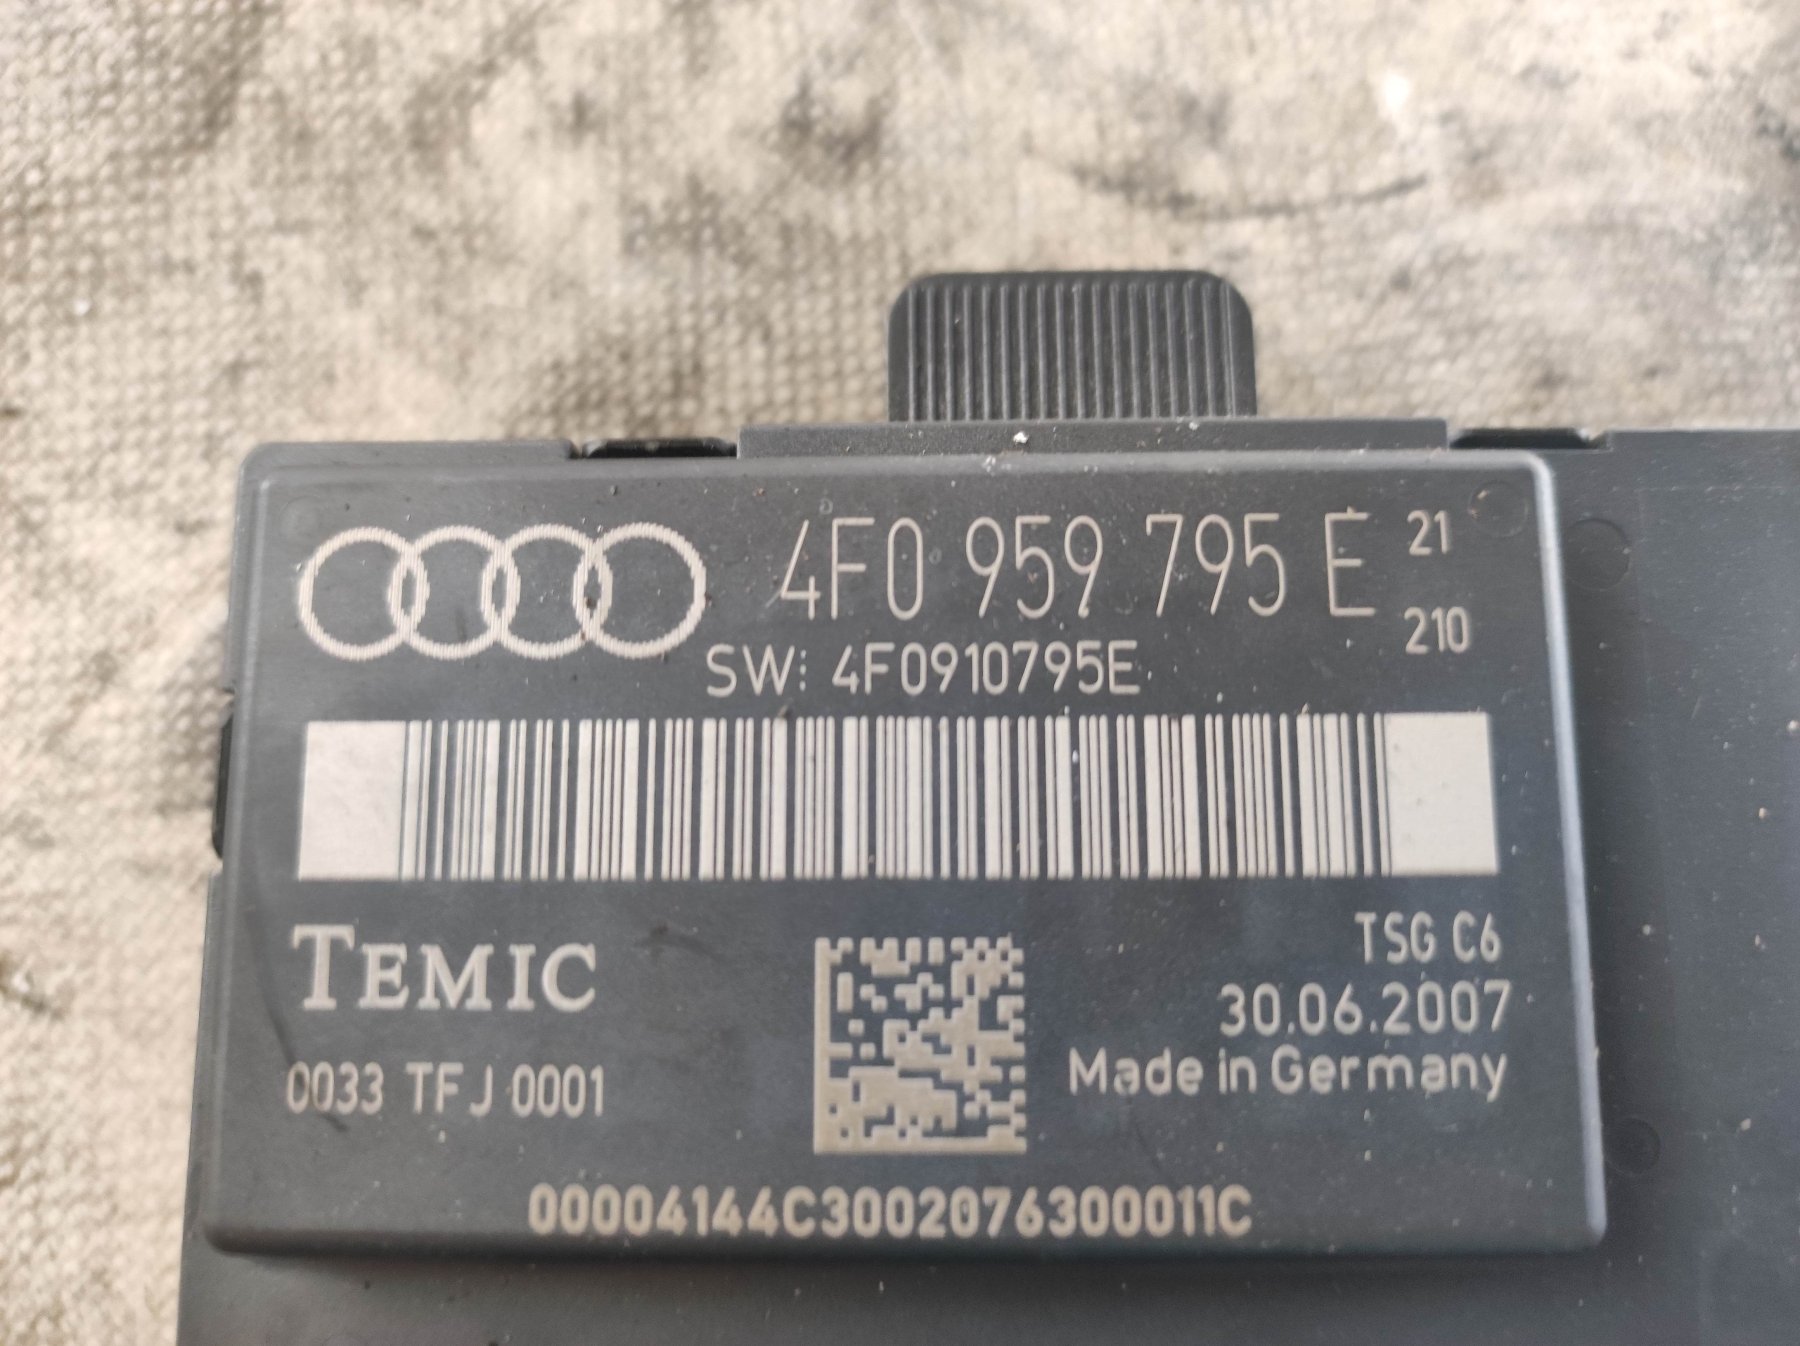 4F0 959 795 E 21
210
SW: 4F0910795E
TEMIC
TSG C6
30.06.2007
Made in Germany
0033 TFJ 0001
00004144C3002076300011C